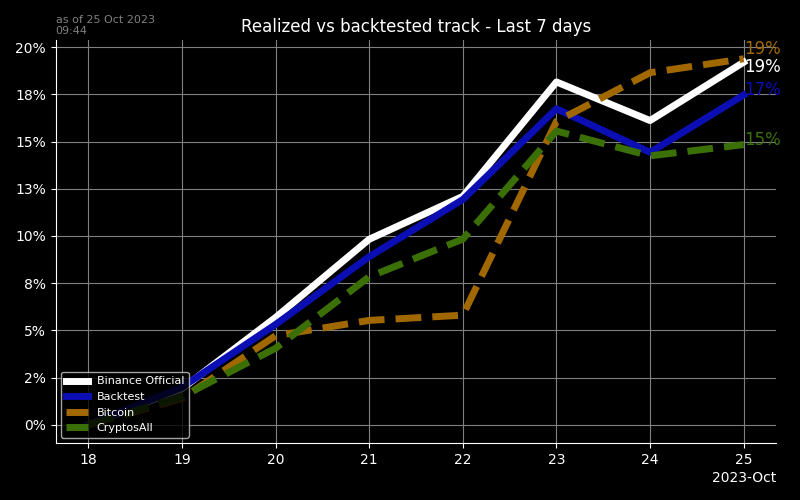 as of 25 Oct 2023
09:44
Realized vs backtested track - Last 7 days
20%
18%
15%
13%
10%
8%
5%
2%
0%
19%
19%
17%
15%
Binance Official
Backtest
Bitcoin
CryptosAll
18 19 20 21 22 23 24 25
2023-Oct